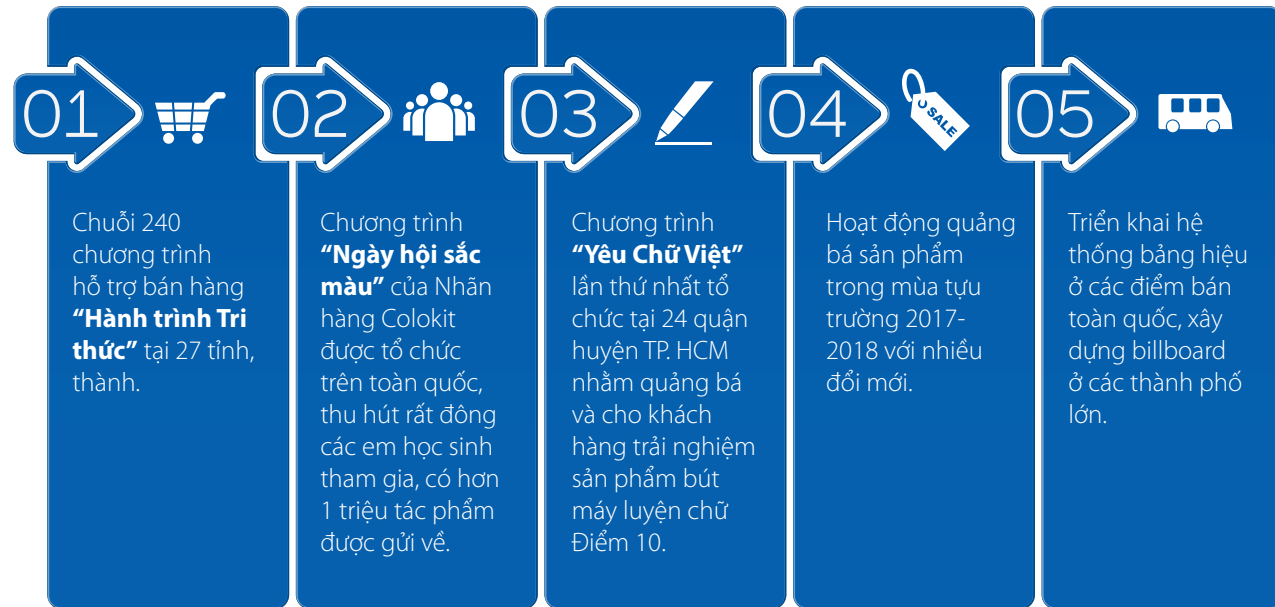 01
Chuỗi 240
chương trình
hỗ trợ bán hàng
“Hành trình Tri
thức” tại 27 tỉnh,
thành.
02
Chương trình
“Ngày hội sắc
màu” của Nhãn
hàng Colokit
được tổ chức
trên toàn quốc,
thu hút rất đông
các em học sinh
tham gia, có hơn
1 triệu tác phẩm
được gửi về.
03
Chương trình
“Yêu Chữ Việt”
lần thứ nhất tổ
chức tại 24 quận
huyện TP. HCM
nhằm quảng bá
và cho khách
hàng trải nghiệm
sản phẩm bút
máy luyện chữ
Điểm 10.
04
SALE
Hoạt động quảng
bá sản phẩm
trong mùa tựu
trường 2017-
2018 với nhiều
đổi mới.
05
Triển khai hệ
thống bảng hiệu
ở các điểm bán
toàn quốc, xây
dựng billboard
ở các thành phố
lớn.